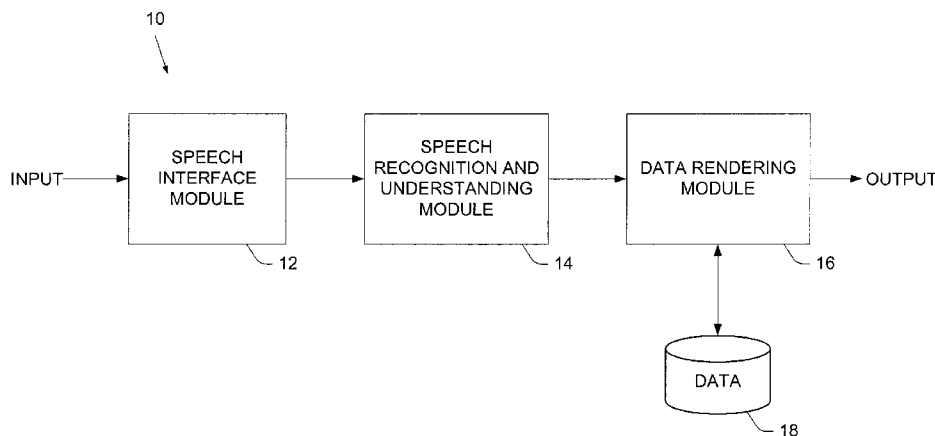 10
INPUT
SPEECH
INTERFACE
MODULE
12
SPEECH
RECOGNITION AND
UNDERSTANDING
MODULE
14
DATA RENDERING
MODULE
16
OUTPUT
DATA
18